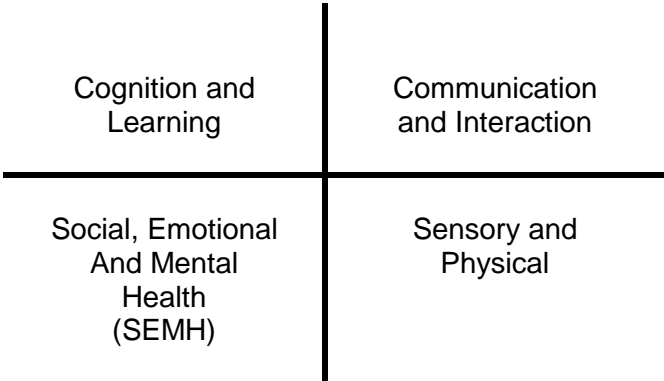 Cognition and
Learning
Communication
and Interaction
Social, Emotional
And Mental
Health
(SEMH)
Sensory and
Physical